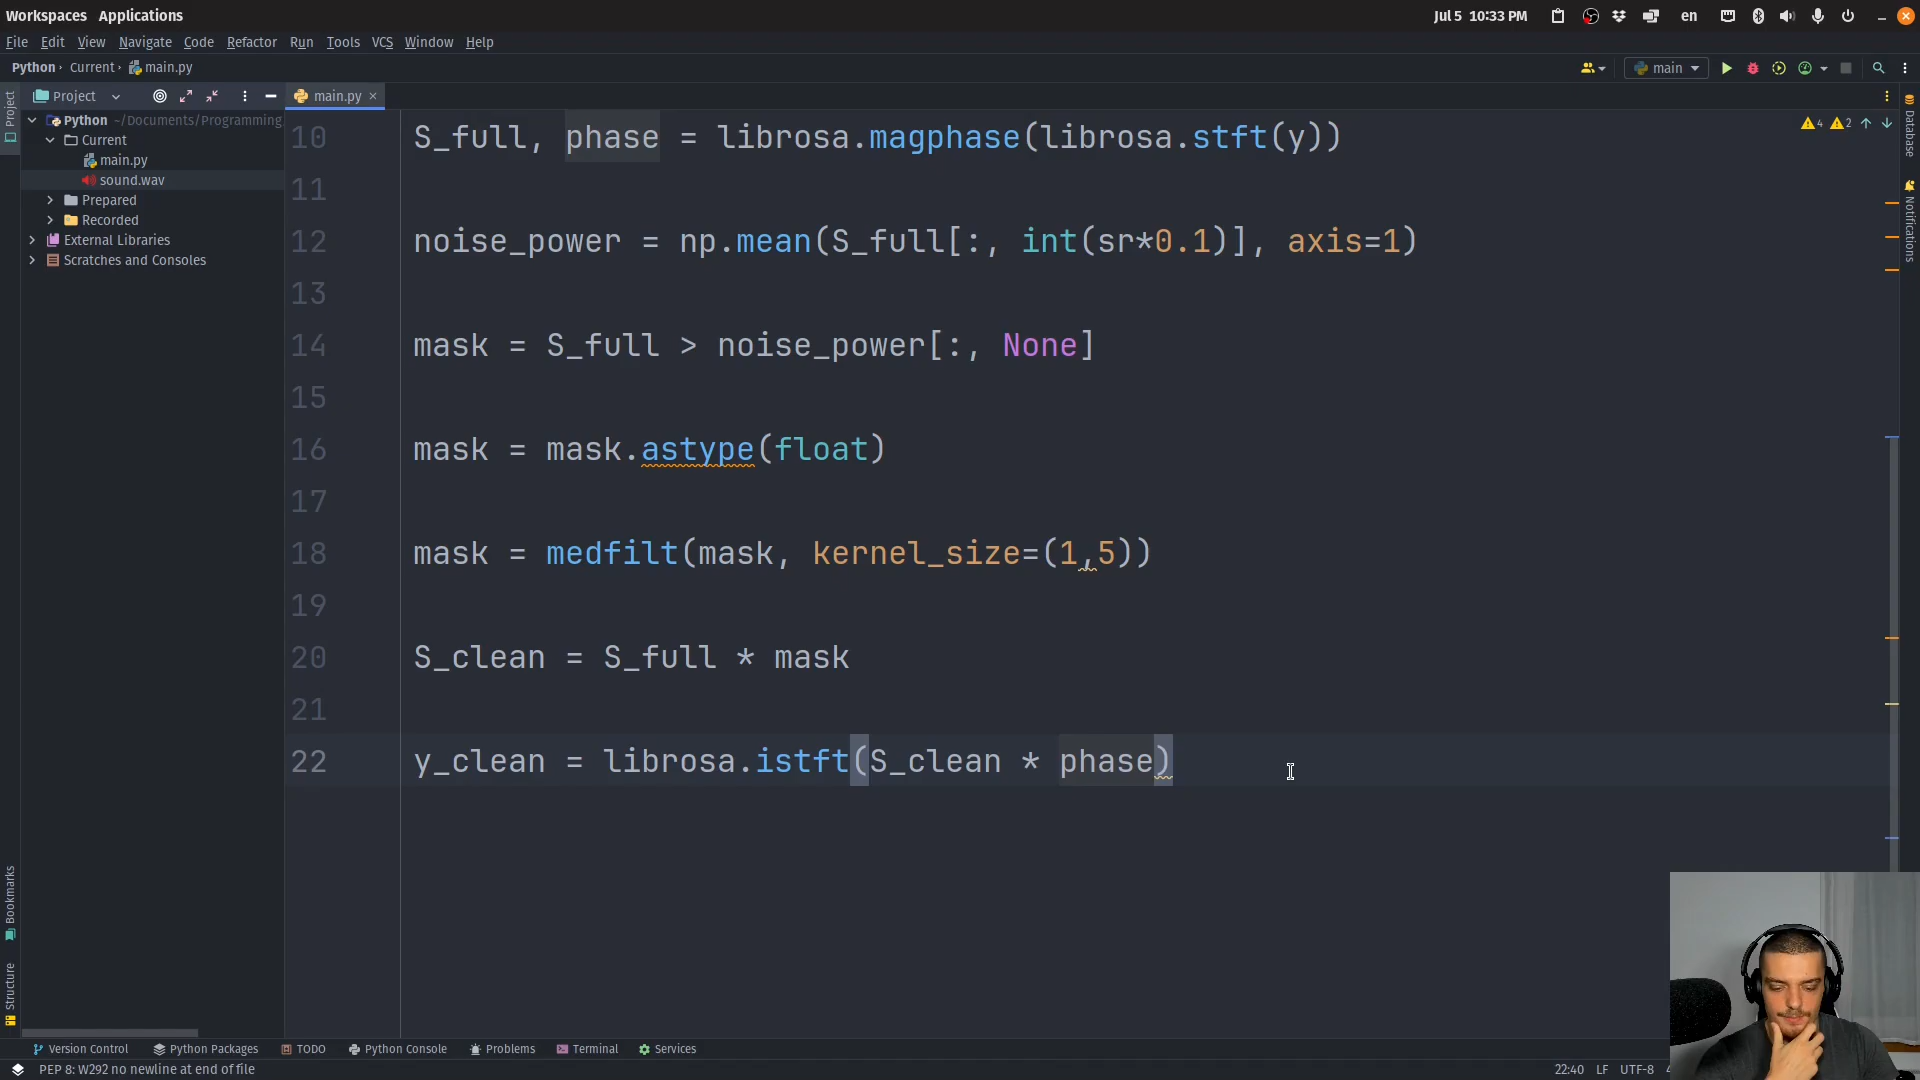 Workspaces Applications
Jul 5 10:33 PM
en
File Edit View Navigate Code Refactor Run Tools VCS Window Help
Python › Current › main.py
main
Project
main.py
Python ~/Documents/Programming
Current
main.py
sound.wav
Prepared
Recorded
External Libraries
Scratches and Consoles
Project
Bookmarks
Structure
Database
Notifications
4 2
10 S_full, phase = librosa.magphase(librosa.stft(y))
11
12 noise_power = np.mean(S_full[:, int(sr*0.1)], axis=1)
13
14 mask = S_full > noise_power[:, None]
15
16 mask = mask.astype(float)
17
18 mask = medfilt(mask, kernel_size=(1,5))
19
20 S_clean = S_full * mask
21
22 y_clean = librosa.istft(S_clean * phase)
Version Control Python Packages TODO Python Console Problems Terminal Services
PEP 8: W292 no newline at end of file
22:40 LF UTF-8